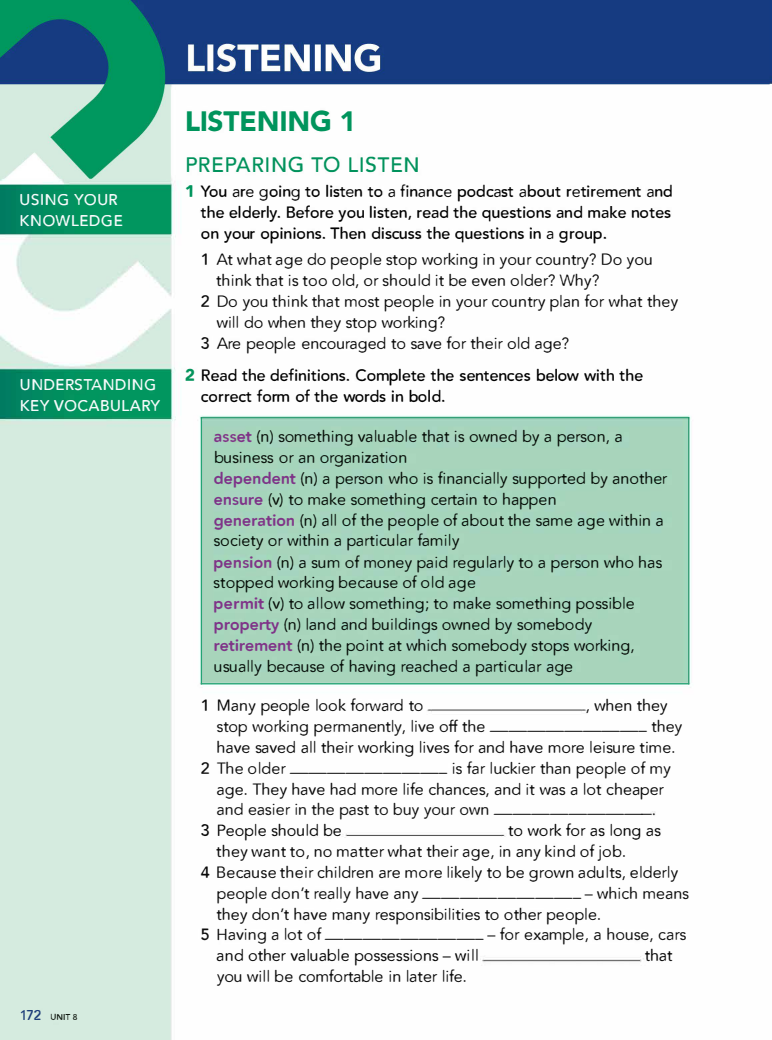 LISTENING
LISTENING 1
PREPARING TO LISTEN
USING YOUR
KNOWLEDGE
1 You are going to listen to a finance podcast about retirement and
the elderly. Before you listen, read the questions and make notes
on your opinions. Then discuss the questions in a group.
1 At what age do people stop working in your country? Do you
think that is too old, or should it be even older? Why?
2 Do you think that most people in your country plan for what they
will do when they stop working?
3 Are people encouraged to save for their old age?
UNDERSTANDING
KEY VOCABULARY
2 Read the definitions. Complete the sentences below with the
correct form of the words in bold.
asset (n) something valuable that is owned by a person, a
business or an organization
dependent (n) a person who is financially supported by another
ensure (v) to make something certain to happen
generation (n) all of the people of about the same age within a
society or within a particular family
pension (n) a sum of money paid regularly to a person who has
stopped working because of old age
permit (v) to allow something; to make something possible
property (n) land and buildings owned by somebody
retirement (n) the point at which somebody stops working,
usually because of having reached a particular age
1 Many people look forward to ____________________, when they
stop working permanently, live off the ____________________ they
have saved all their working lives for and have more leisure time.
2 The older ____________________ is far luckier than people of my
age. They have had more life chances, and it was a lot cheaper
and easier in the past to buy your own ____________________.
3 People should be ____________________ to work for as long as
they want to, no matter what their age, in any kind of job.
4 Because their children are more likely to be grown adults, elderly
people don't really have any ____________________ – which means
they don't have many responsibilities to other people.
5 Having a lot of ____________________ – for example, a house, cars
and other valuable possessions – will ____________________ that
you will be comfortable in later life.
172 UNIT 8